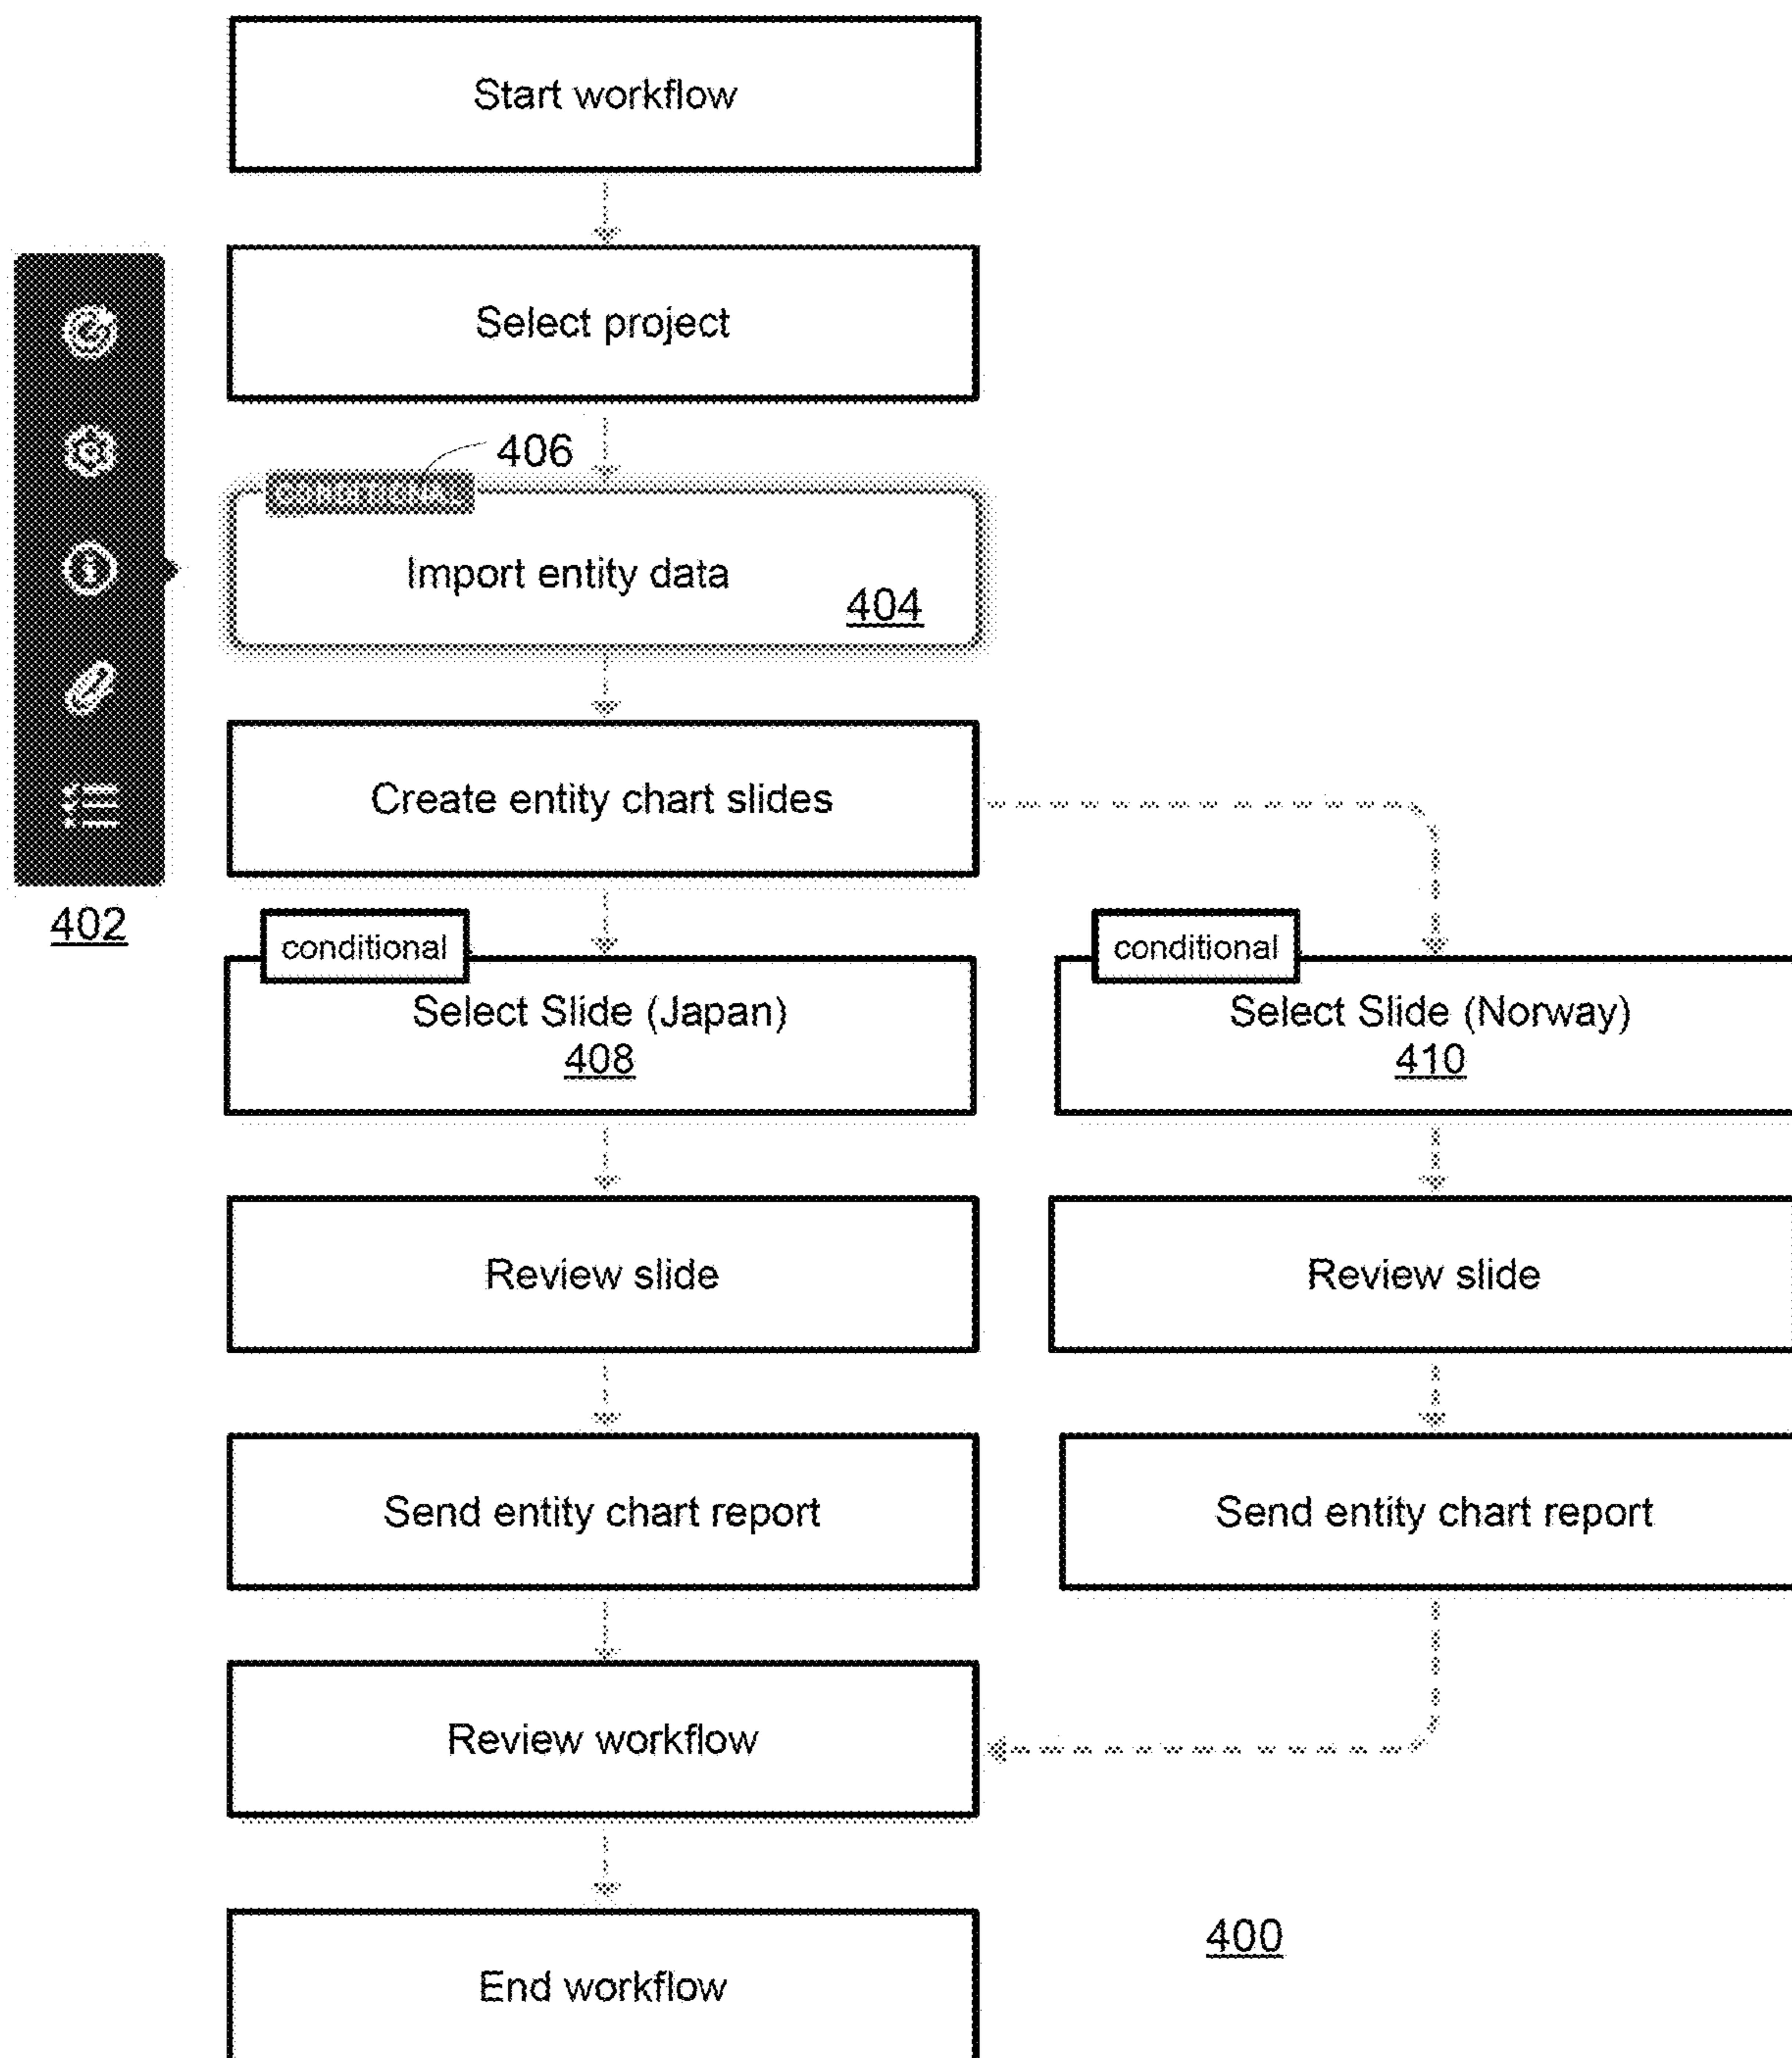 Start workflow
Select project
406
CONDITIONAL
Import entity data
404
Create entity chart slides
402
conditional
conditional
Select Slide (Japan)
408
Select Slide (Norway)
410
Review slide
Review slide
Send entity chart report
Send entity chart report
Review workflow
400
End workflow